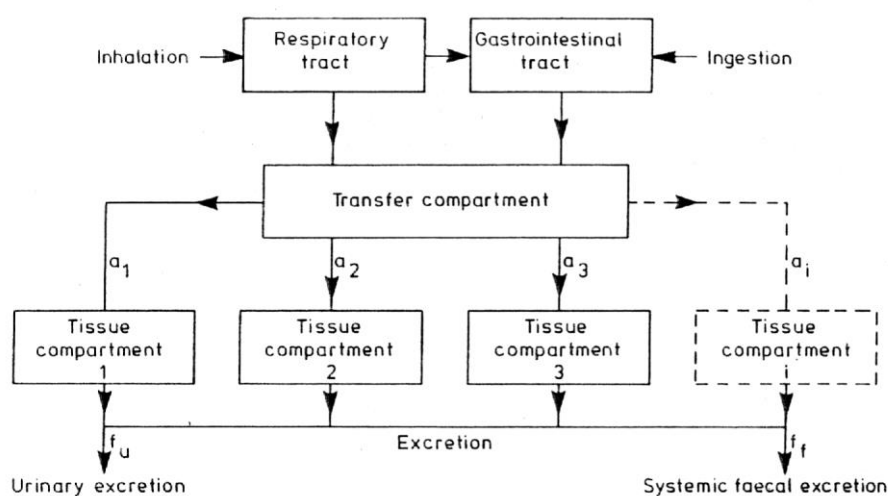 Inhalation
Respiratory
tract
Gastrointestinal
tract
Ingestion
Transfer compartment
a1
a2
a3
ai
Tissue
compartment
1
Tissue
compartment
2
Tissue
compartment
3
Tissue
compartment
i
fu
Excretion
ff
Urinary excretion
Systemic faecal excretion